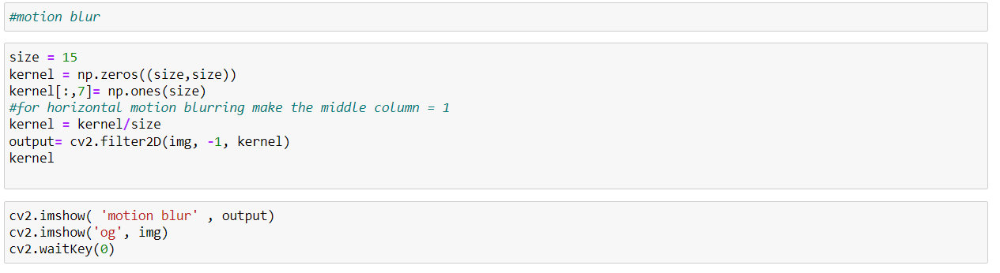 #motion blur
size = 15
kernel = np.zeros((size,size))
kernel[:,7]= np.ones(size)
#for horizontal motion blurring make the middle column = 1
kernel = kernel/size
output= cv2.filter2D(img, -1, kernel)
kernel
cv2.imshow( 'motion blur' , output)
cv2.imshow('og', img)
cv2.waitKey(0)